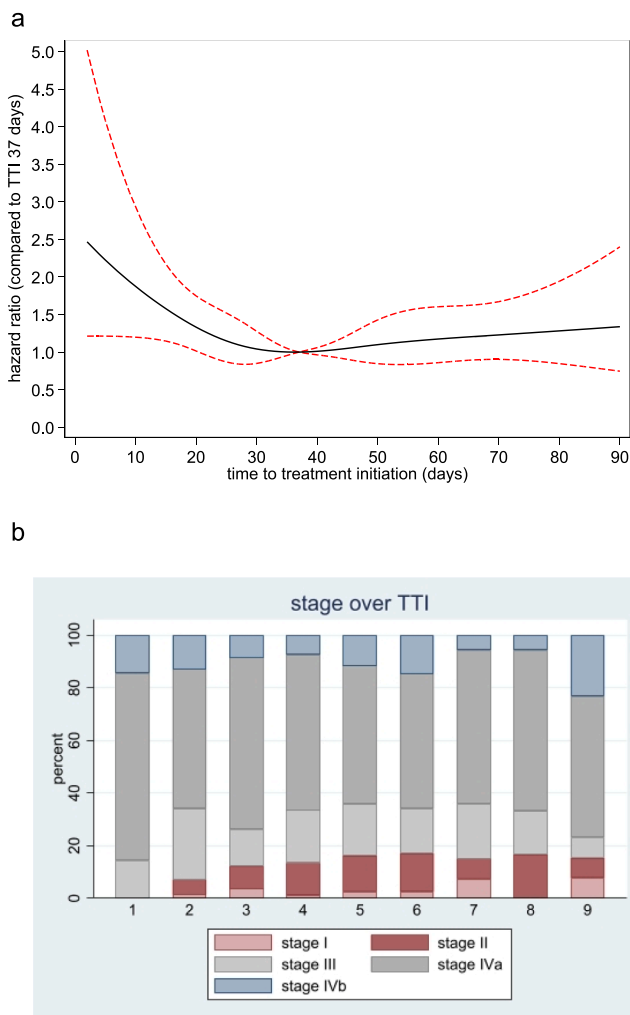 a
hazard ratio (compared to TTI 37 days)
5.0
4.5
4.0
3.5
3.0
2.5
2.0
1.5
1.0
0.5
0.0
0 10 20 30 40 50 60 70 80 90
time to treatment initiation (days)
b
stage over TTI
percent
100
80
60
40
20
0
1 2 3 4 5 6 7 8 9
stage I stage II
stage III stage IVa
stage IVb